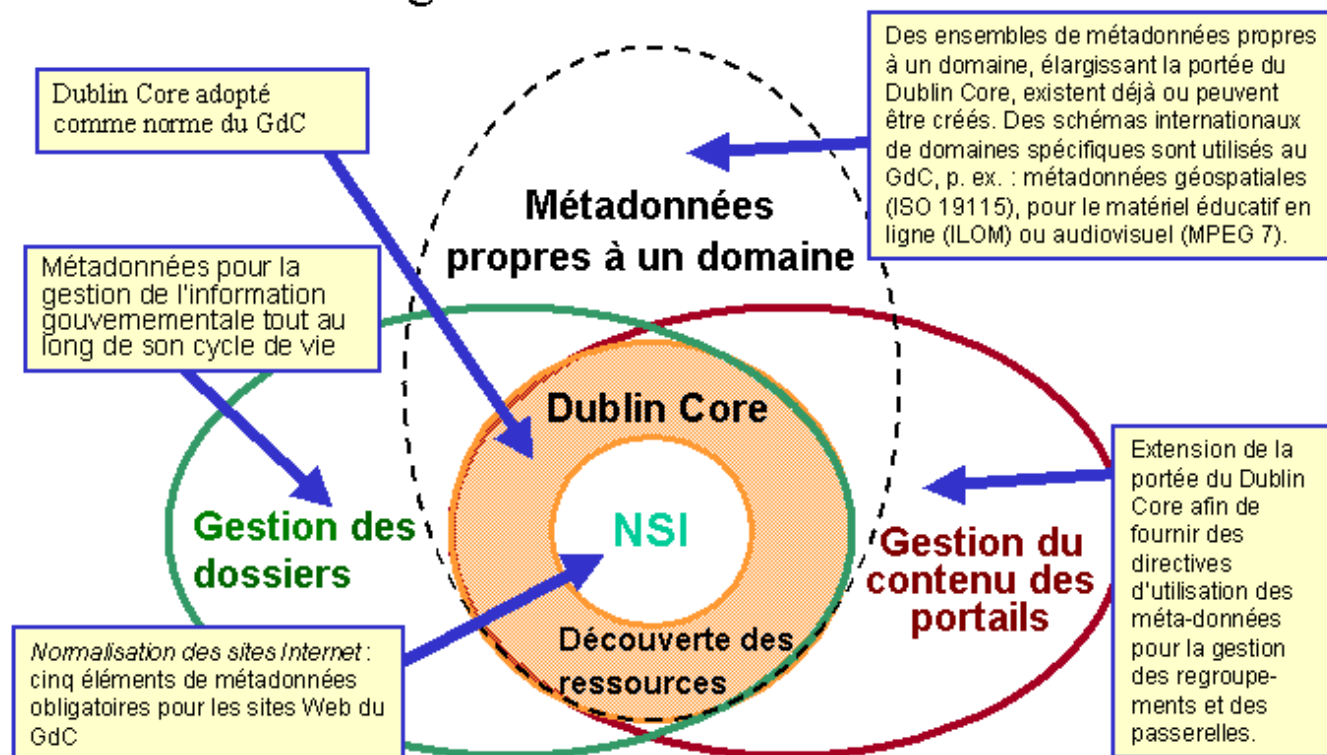 g
Dublin Core adopté
comme norme du GdC
Des ensembles de métadonnées propres
à un domaine, élargissant la portée du
Dublin Core, existent déjà ou peuvent
être créés. Des schémas internationaux
de domaines spécifiques sont utilisés au
GdC, p. ex. : métadonnées géospatiales
(ISO 19115), pour le matériel éducatif en
ligne (ILOM) ou audiovisuel (MPEG 7).
Métadonnées
propres à un domaine
Métadonnées pour la
gestion de l'information
gouvernementale tout au
long de son cycle de vie
Dublin Core
NSI
Gestion des
dossiers
Gestion du
contenu des
portails
Extension de la
portée du Dublin
Core afin de
fournir des
directives
d'utilisation des
méta-données
pour la gestion
des regroupe-
ments et des
passerelles.
Découverte des
ressources
Normalisation des sites Internet :
cinq éléments de métadonnées
obligatoires pour les sites Web du
GdC